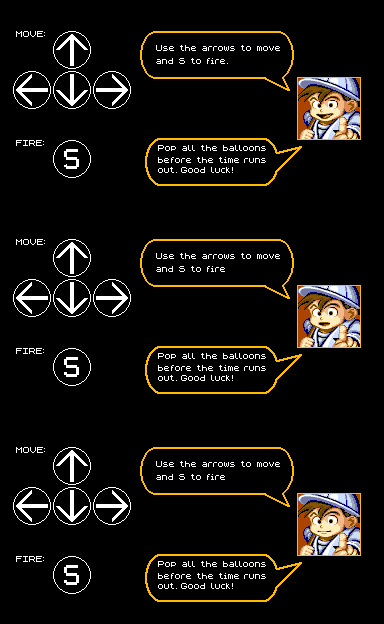 MOVE:
Use the arrows to move
and S to fire.
FIRE:
S
Pop all the balloons
before the time runs
out. Good luck!
MOVE:
Use the arrows to move
and S to fire
FIRE:
S
Pop all the balloons
before the time runs
out. Good luck!
MOVE:
Use the arrows to move
and S to fire
FIRE:
S
Pop all the balloons
before the time runs
out. Good luck!